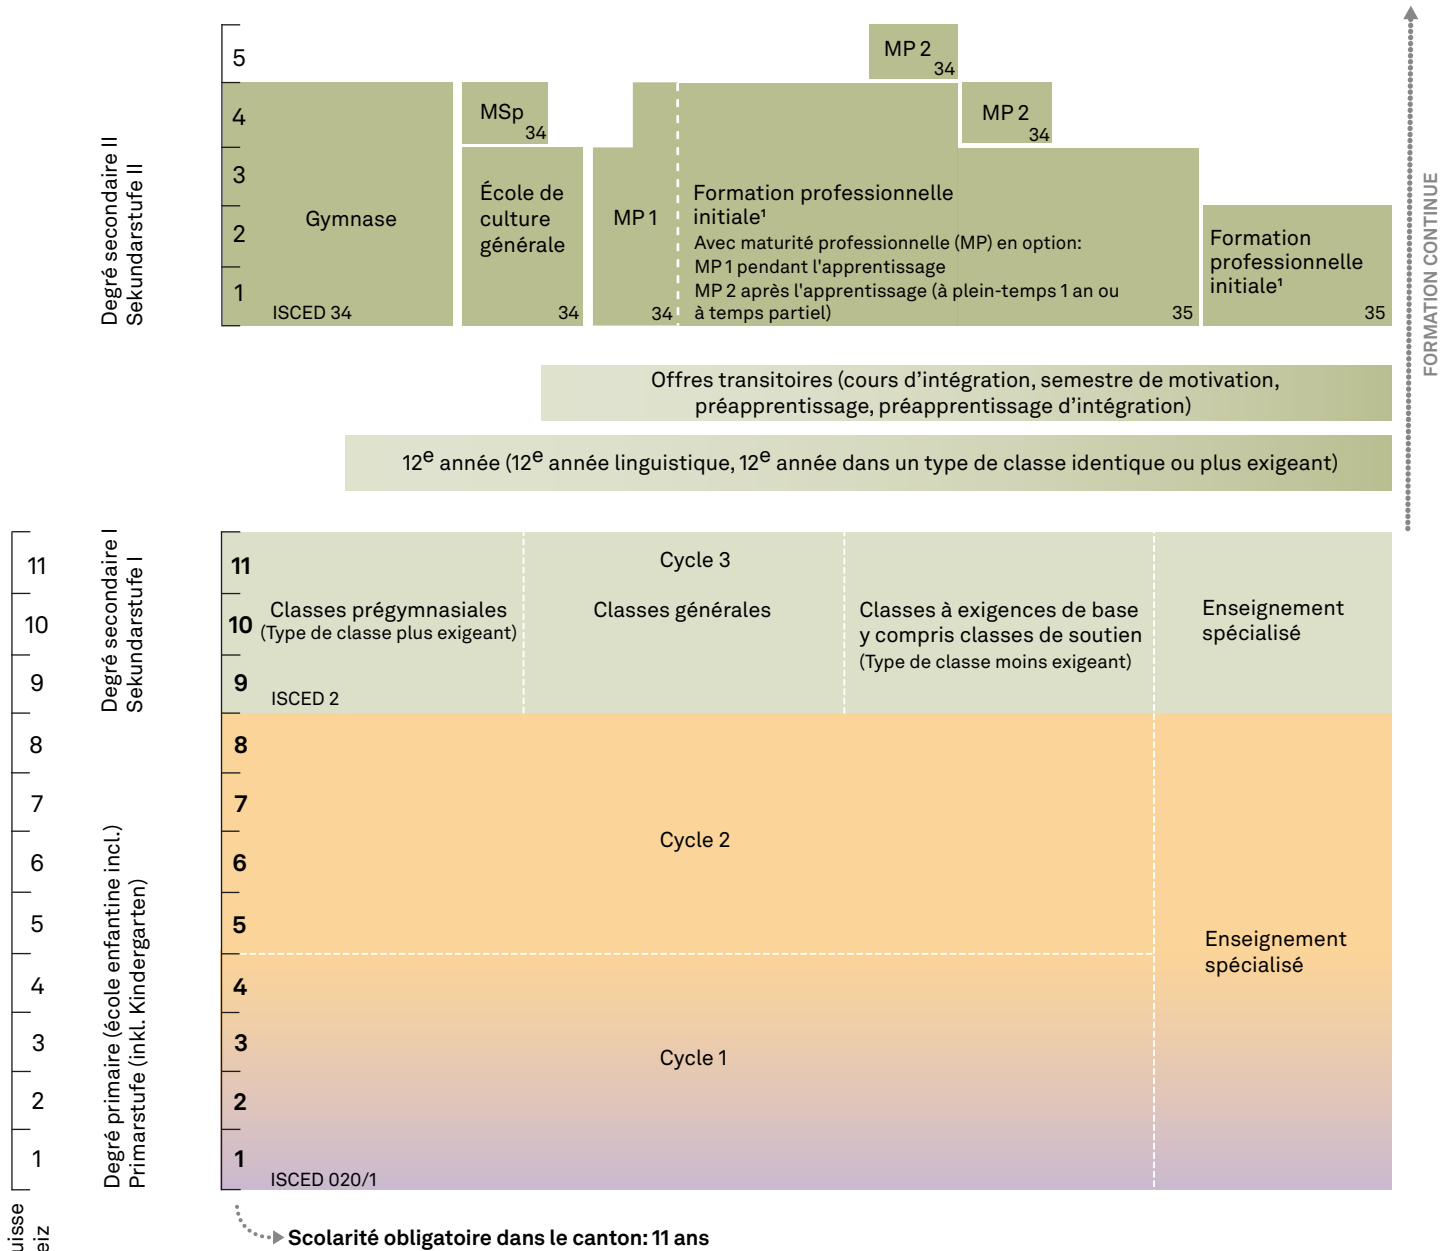 5
MP 2
34
4
MSp
34
MP 2
34
Degré secondaire II
Sekundarstufe II
3
2
1
Gymnase
ISCED 34
École de
culture
générale
34
MP 1
34
Formation professionnelle
initiale¹
Avec maturité professionnelle (MP) en option:
MP 1 pendant l'apprentissage
MP 2 après l'apprentissage (à plein-temps 1 an ou
à temps partiel)
35
Formation
professionnelle
initiale¹
35
FORMATION CONTINUE
Offres transitoires (cours d’intégration, semestre de motivation,
préapprentissage, préapprentissage d’intégration)
12e année (12e année linguistique, 12e année dans un type de classe identique ou plus exigeant)
11
10
9
8
7
6
5
4
3
2
1
Degré secondaire I
Sekundarstufe I
Degré primaire (école enfantine incl.)
Primarstufe (inkl. Kindergarten)
11
10
9
8
7
6
5
4
3
2
1
Cycle 3
Classes prégymnasiales
(Type de classe plus exigeant)
ISCED 2
Classes générales
Classes à exigences de base
y compris classes de soutien
(Type de classe moins exigeant)
Enseignement
spécialisé
Cycle 2
Enseignement
spécialisé
Cycle 1
ISCED 020/1
Scolarité obligatoire dans le canton: 11 ans